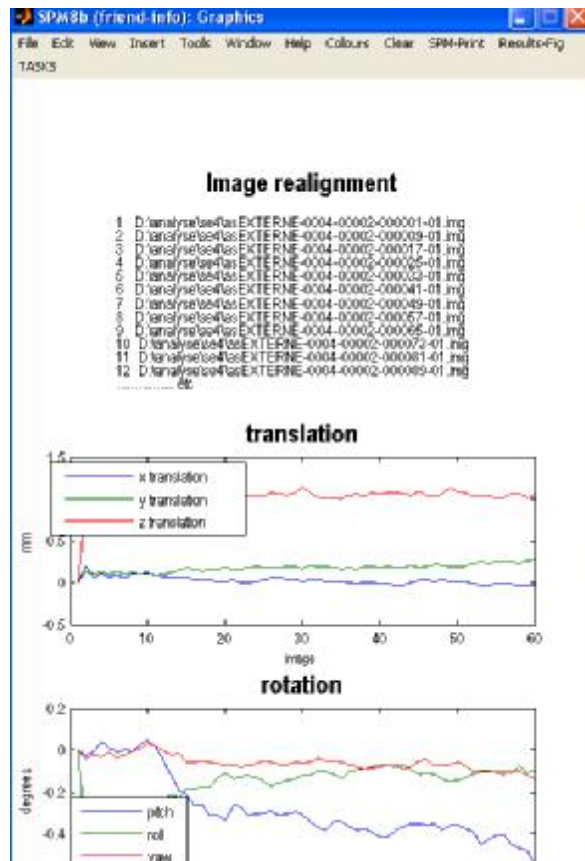 SPM8b (friend-info): Graphics
File Edit View Insert Tools Window Help Colours Clear SPM-Print Results-Fig
TASKS
Image realignment
1 D:\analyse\se4\asEXTERNE-0004-00002-000001-01.img
2 D:\analyse\se4\asEXTERNE-0004-00002-000009-01.img
3 D:\analyse\se4\asEXTERNE-0004-00002-000017-01.img
4 D:\analyse\se4\asEXTERNE-0004-00002-000025-01.img
5 D:\analyse\se4\asEXTERNE-0004-00002-000033-01.img
6 D:\analyse\se4\asEXTERNE-0004-00002-000041-01.img
7 D:\analyse\se4\asEXTERNE-0004-00002-000049-01.img
8 D:\analyse\se4\asEXTERNE-0004-00002-000057-01.img
9 D:\analyse\se4\asEXTERNE-0004-00002-000065-01.img
10 D:\analyse\se4\asEXTERNE-0004-00002-000073-01.img
11 D:\analyse\se4\asEXTERNE-0004-00002-000081-01.img
12 D:\analyse\se4\asEXTERNE-0004-00002-000089-01.img
................ etc
translation
1.5
x translation
y translation
z translation
mm
0.5
0
-0.5
0 10 20 30 40 50 60
image
rotation
0.2
0
-0.2
degrees
-0.4
pitch
roll
yaw